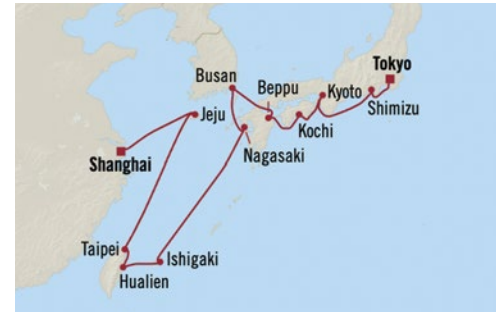 Tokyo
Busan
Beppu
Kyoto
Shimizu
Jeju
Kochi
Nagasaki
Shanghai
Taipei
Ishigaki
Hualien